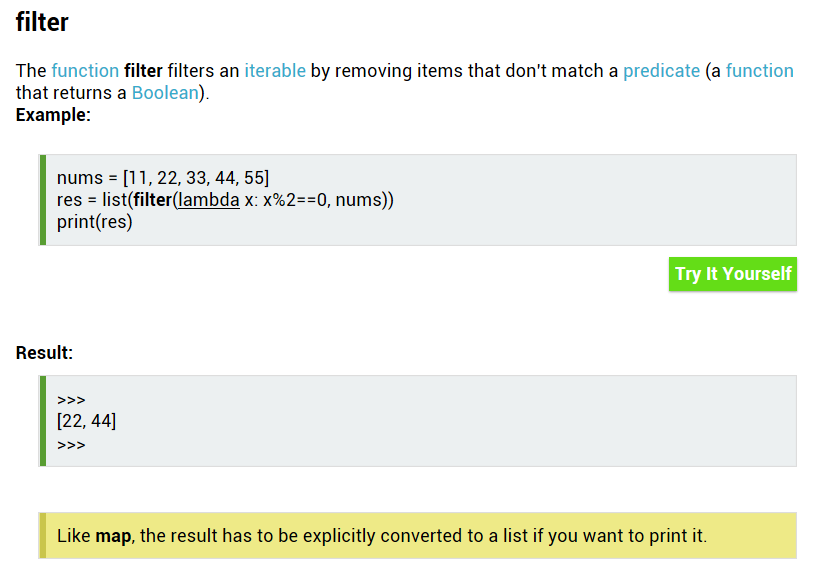 filter
The function filter filters an iterable by removing items that don't match a predicate (a function
that returns a Boolean).
Example:
nums = [11, 22, 33, 44, 55]
res = list(filter(lambda x: x%2==0, nums))
print(res)
Try It Yourself
Result:
>>>
[22, 44]
>>>
Like map, the result has to be explicitly converted to a list if you want to print it.